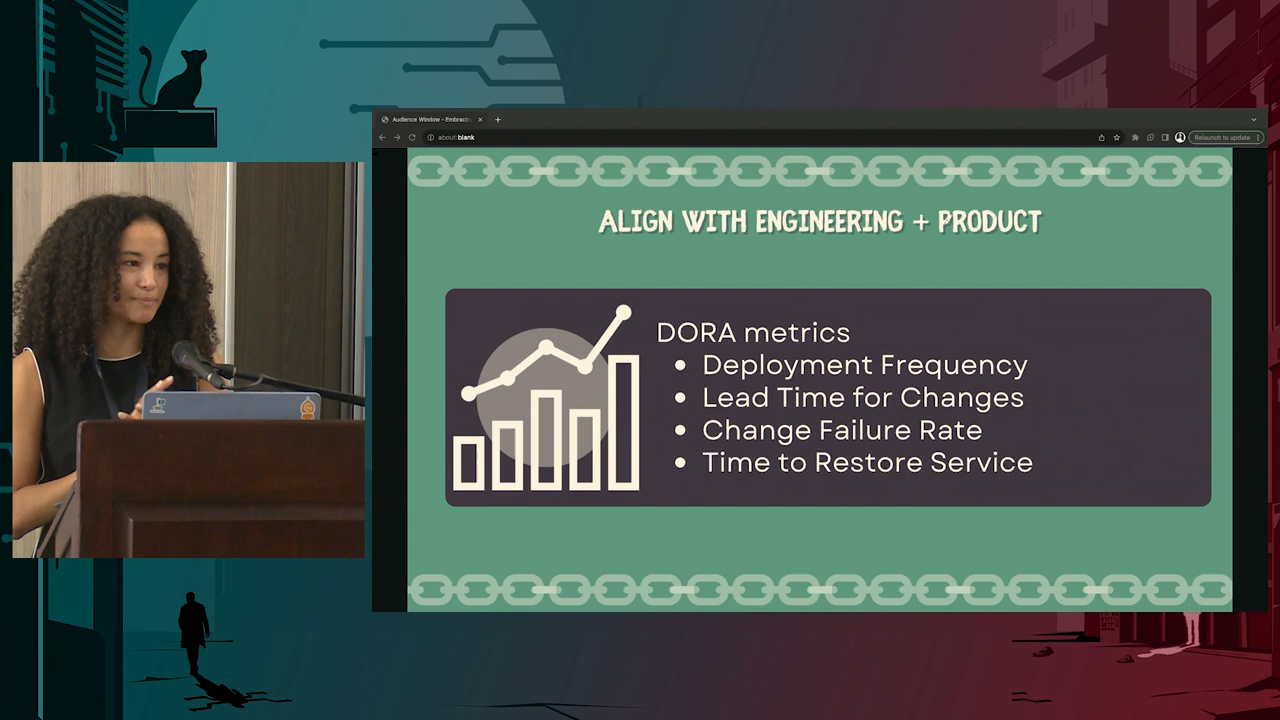 Audience Window - Embracin
about:blank
Relaunch to update
ALIGN WITH ENGINEERING + PRODUCT
DORA metrics
• Deployment Frequency
• Lead Time for Changes
• Change Failure Rate
• Time to Restore Service